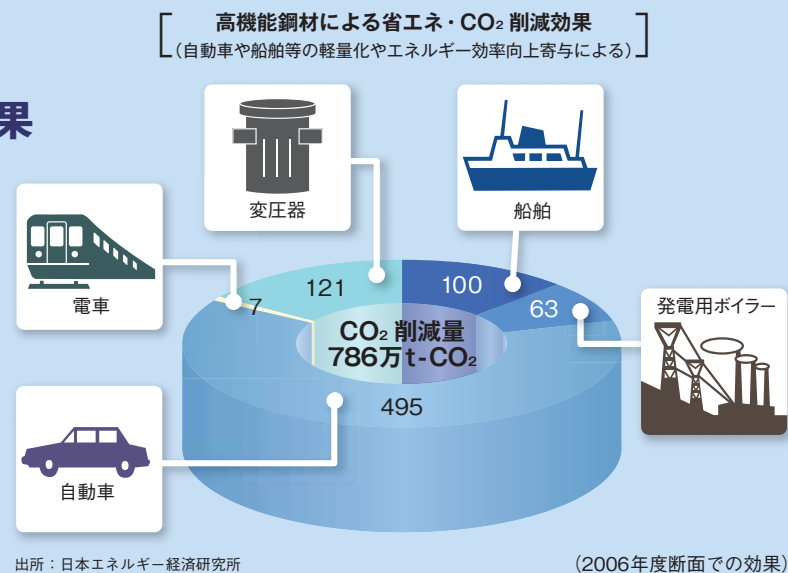 高機能鋼材による省エネ・CO₂ 削減効果
(自動車や船舶等の軽量化やエネルギー効率向上寄与による)
果
変圧器
船舶
電車
発電用ボイラー
自動車
121
100
7
63
495
CO₂ 削減量
786万t-CO₂
出所：日本エネルギー経済研究所
(2006年度断面での効果)